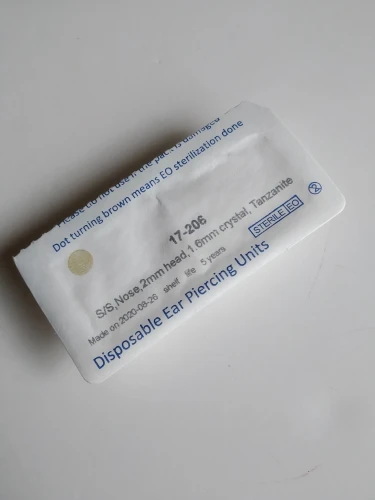 Please do not use if the pack is damaged
Dot turning brown means EO sterilization done
17-206
STERILE EO
2
S/S,Nose,2mm head,1.6mm crystal, Tanzanite
Made on 2020-08-26 shelf life 5 years
Disposable Ear Piercing Units